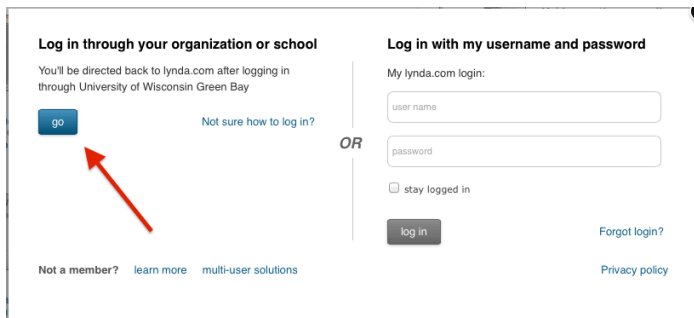 Log in through your organization or school
You'll be directed back to lynda.com after logging in
through University of Wisconsin Green Bay
go
Not sure how to log in?
OR
Log in with my username and password
My lynda.com login:
user name
password
stay logged in
log in
Forgot login?
Not a member? learn more multi-user solutions
Privacy policy